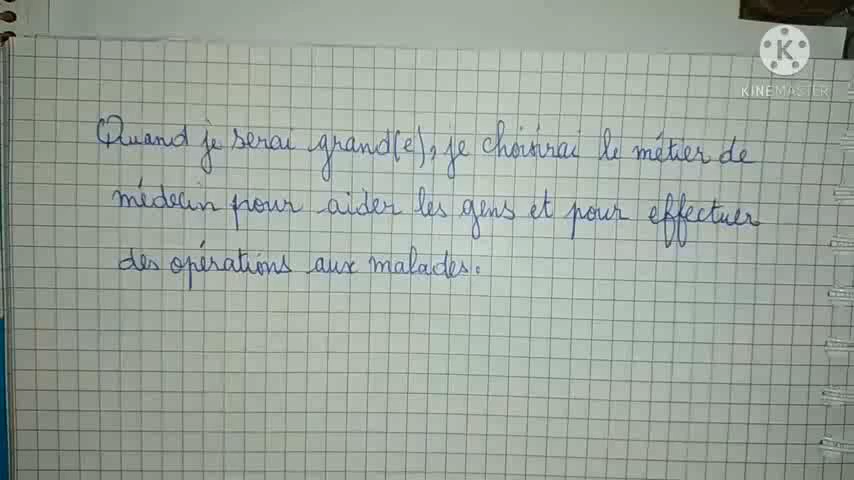 K
KINEMASTER
Quand je serai grand(e), je choisirai le métier de
médecin pour aider les gens et pour effectuer
des opérations aux malades.